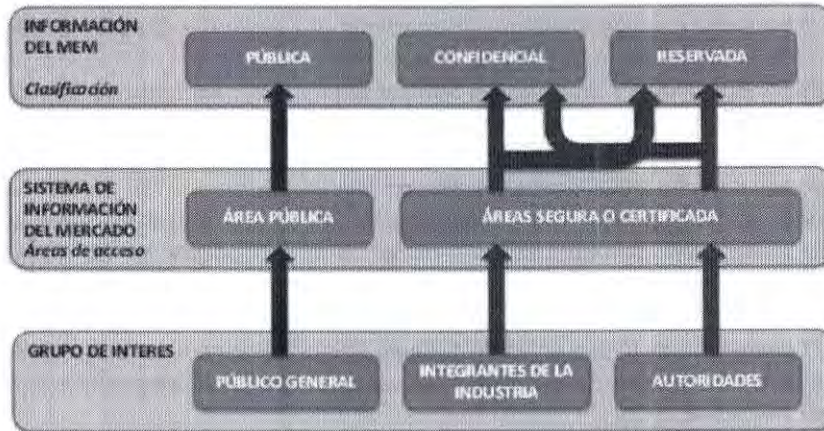 INFORMACIÓN
DEL MEM
Clasificación
PÚBLICA
CONFIDENCIAL
RESERVADA
SISTEMA DE
INFORMACIÓN
DEL MERCADO
Áreas de acceso
ÁREA PÚBLICA
ÁREAS SEGURA O CERTIFICADA
GRUPO DE INTERES
PÚBLICO GENERAL
INTEGRANTES DE LA
INDUSTRIA
AUTORIDADES